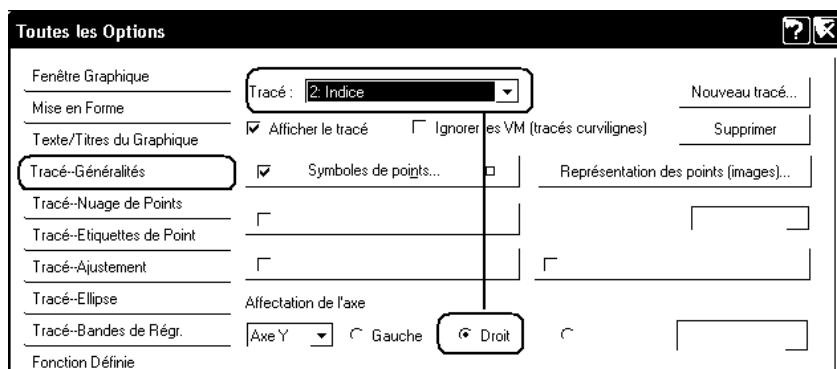 Toutes les Options
Fenêtre Graphique
Mise en Forme
Texte/Titres du Graphique
Tracé--Généralités
Tracé--Nuage de Points
Tracé--Etiquettes de Point
Tracé--Ajustement
Tracé--Ellipse
Tracé--Bandes de Régr.
Fonction Définie
Tracé : 2: Indice
Nouveau tracé...
Afficher le tracé Ignorer les VM (tracés curvilignes) Supprimer
Symboles de points... Représentation des points (images)...
Affectation de l'axe
Axe Y Gauche Droit